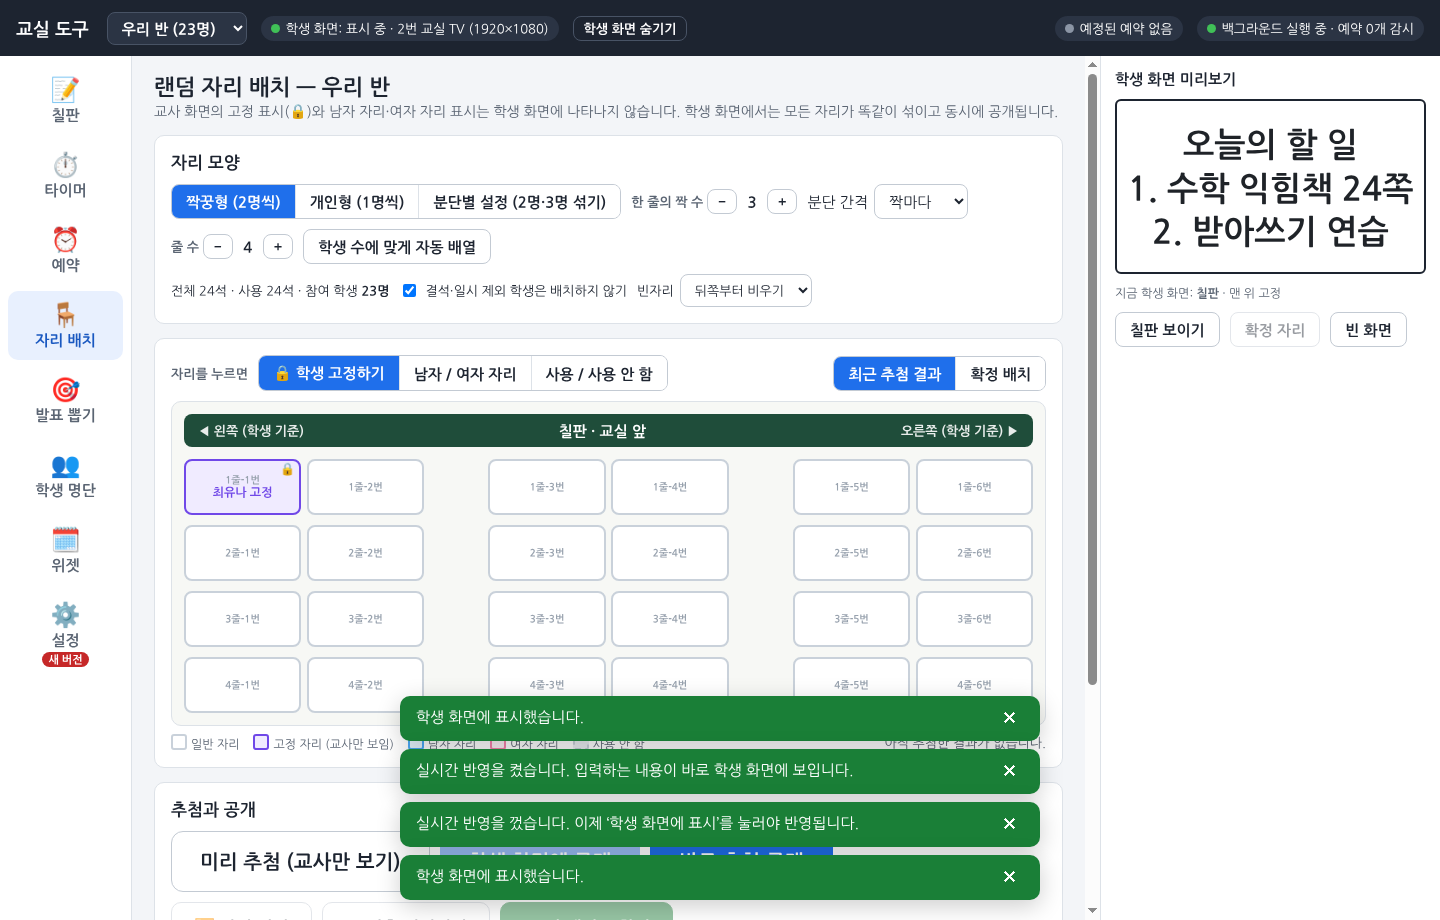 교실 도구
우리 반 (23명)
학생 화면: 표시 중 · 2번 교실 TV (1920×1080)
학생 화면 숨기기
예정된 예약 없음
백그라운드 실행 중 · 예약 0개 감시
칠판
타이머
예약
자리 배치
발표 뽑기
학생 명단
위젯
설정
새 버전
랜덤 자리 배치 — 우리 반
교사 화면의 고정 표시(🔒)와 남자 자리·여자 자리 표시는 학생 화면에 나타나지 않습니다. 학생 화면에서는 모든 자리가 똑같이 섞이고 동시에 공개됩니다.
자리 모양
짝꿍형 (2명씩)
개인형 (1명씩)
분단별 설정 (2명·3명 섞기)
한 줄의 짝 수 − 3 +
분단 간격 짝마다
줄 수 − 4 +
학생 수에 맞게 자동 배열
전체 24석 · 사용 24석 · 참여 학생 23명
결석·일시 제외 학생은 배치하지 않기
빈자리 뒤쪽부터 비우기
자리를 누르면
🔒 학생 고정하기
남자 / 여자 자리
사용 / 사용 안 함
최근 추첨 결과
확정 배치
◀ 왼쪽 (학생 기준)
칠판 · 교실 앞
오른쪽 (학생 기준) ▶
1줄-1번
최유나 고정
1줄-2번
1줄-3번
1줄-4번
1줄-5번
1줄-6번
2줄-1번
2줄-2번
2줄-3번
2줄-4번
2줄-5번
2줄-6번
3줄-1번
3줄-2번
3줄-3번
3줄-4번
3줄-5번
3줄-6번
4줄-1번
4줄-2번
4줄-3번
4줄-4번
4줄-5번
4줄-6번
일반 자리
고정 자리 (교사만 보임)
남자 자리
여자 자리
사용 안 함
아직 추첨한 결과가 없습니다.
학생 화면에 표시했습니다. ✕
실시간 반영을 켰습니다. 입력하는 내용이 바로 학생 화면에 보입니다. ✕
실시간 반영을 껐습니다. 이제 ‘학생 화면에 표시’를 눌러야 반영됩니다. ✕
학생 화면에 표시했습니다. ✕
추첨과 공개
미리 추첨 (교사만 보기)
학생 화면 미리보기
오늘의 할 일
1. 수학 익힘책 24쪽
2. 받아쓰기 연습
지금 학생 화면: 칠판 · 맨 위 고정
칠판 보이기
확정 자리
빈 화면